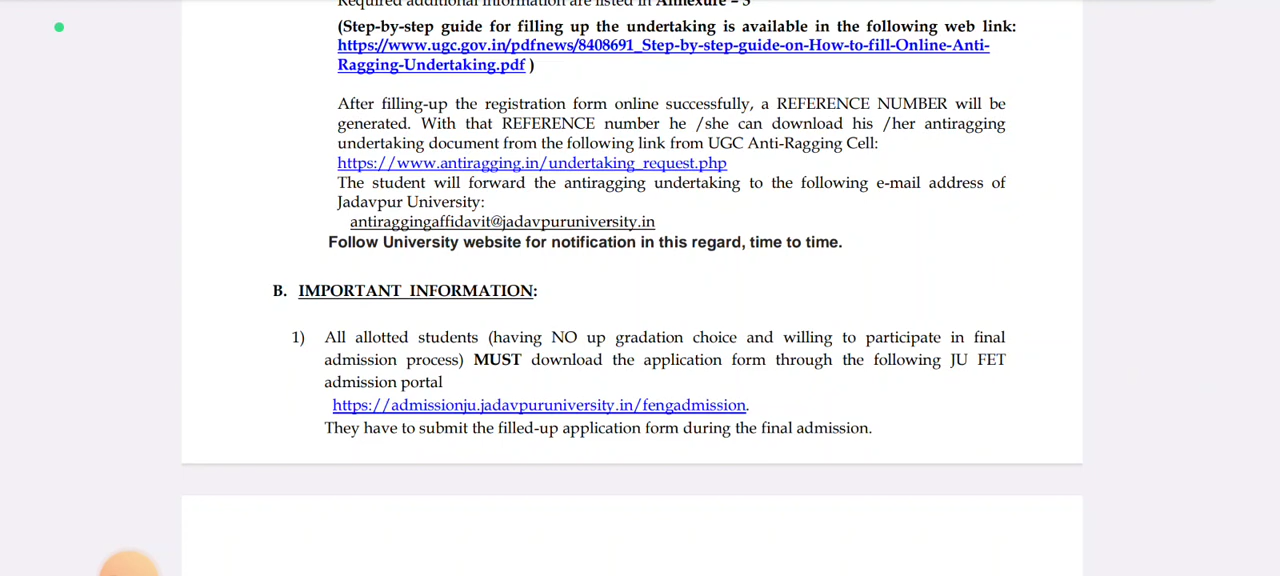 Required additional information are listed in Annexure – 3
(Step-by-step guide for filling up the undertaking is available in the following web link:
https://www.ugc.gov.in/pdfnews/8408691_Step-by-step-guide-on-How-to-fill-Online-Anti-
Ragging-Undertaking.pdf )
After filling-up the registration form online successfully, a REFERENCE NUMBER will be
generated. With that REFERENCE number he /she can download his /her antiragging
undertaking document from the following link from UGC Anti-Ragging Cell:
https://www.antiragging.in/undertaking_request.php
The student will forward the antiragging undertaking to the following e-mail address of
Jadavpur University:
antiraggingaffidavit@jadavpuruniversity.in
Follow University website for notification in this regard, time to time.
B. IMPORTANT INFORMATION:
1) All allotted students (having NO up gradation choice and willing to participate in final
admission process) MUST download the application form through the following JU FET
admission portal
https://admissionju.jadavpuruniversity.in/fengadmission.
They have to submit the filled-up application form during the final admission.